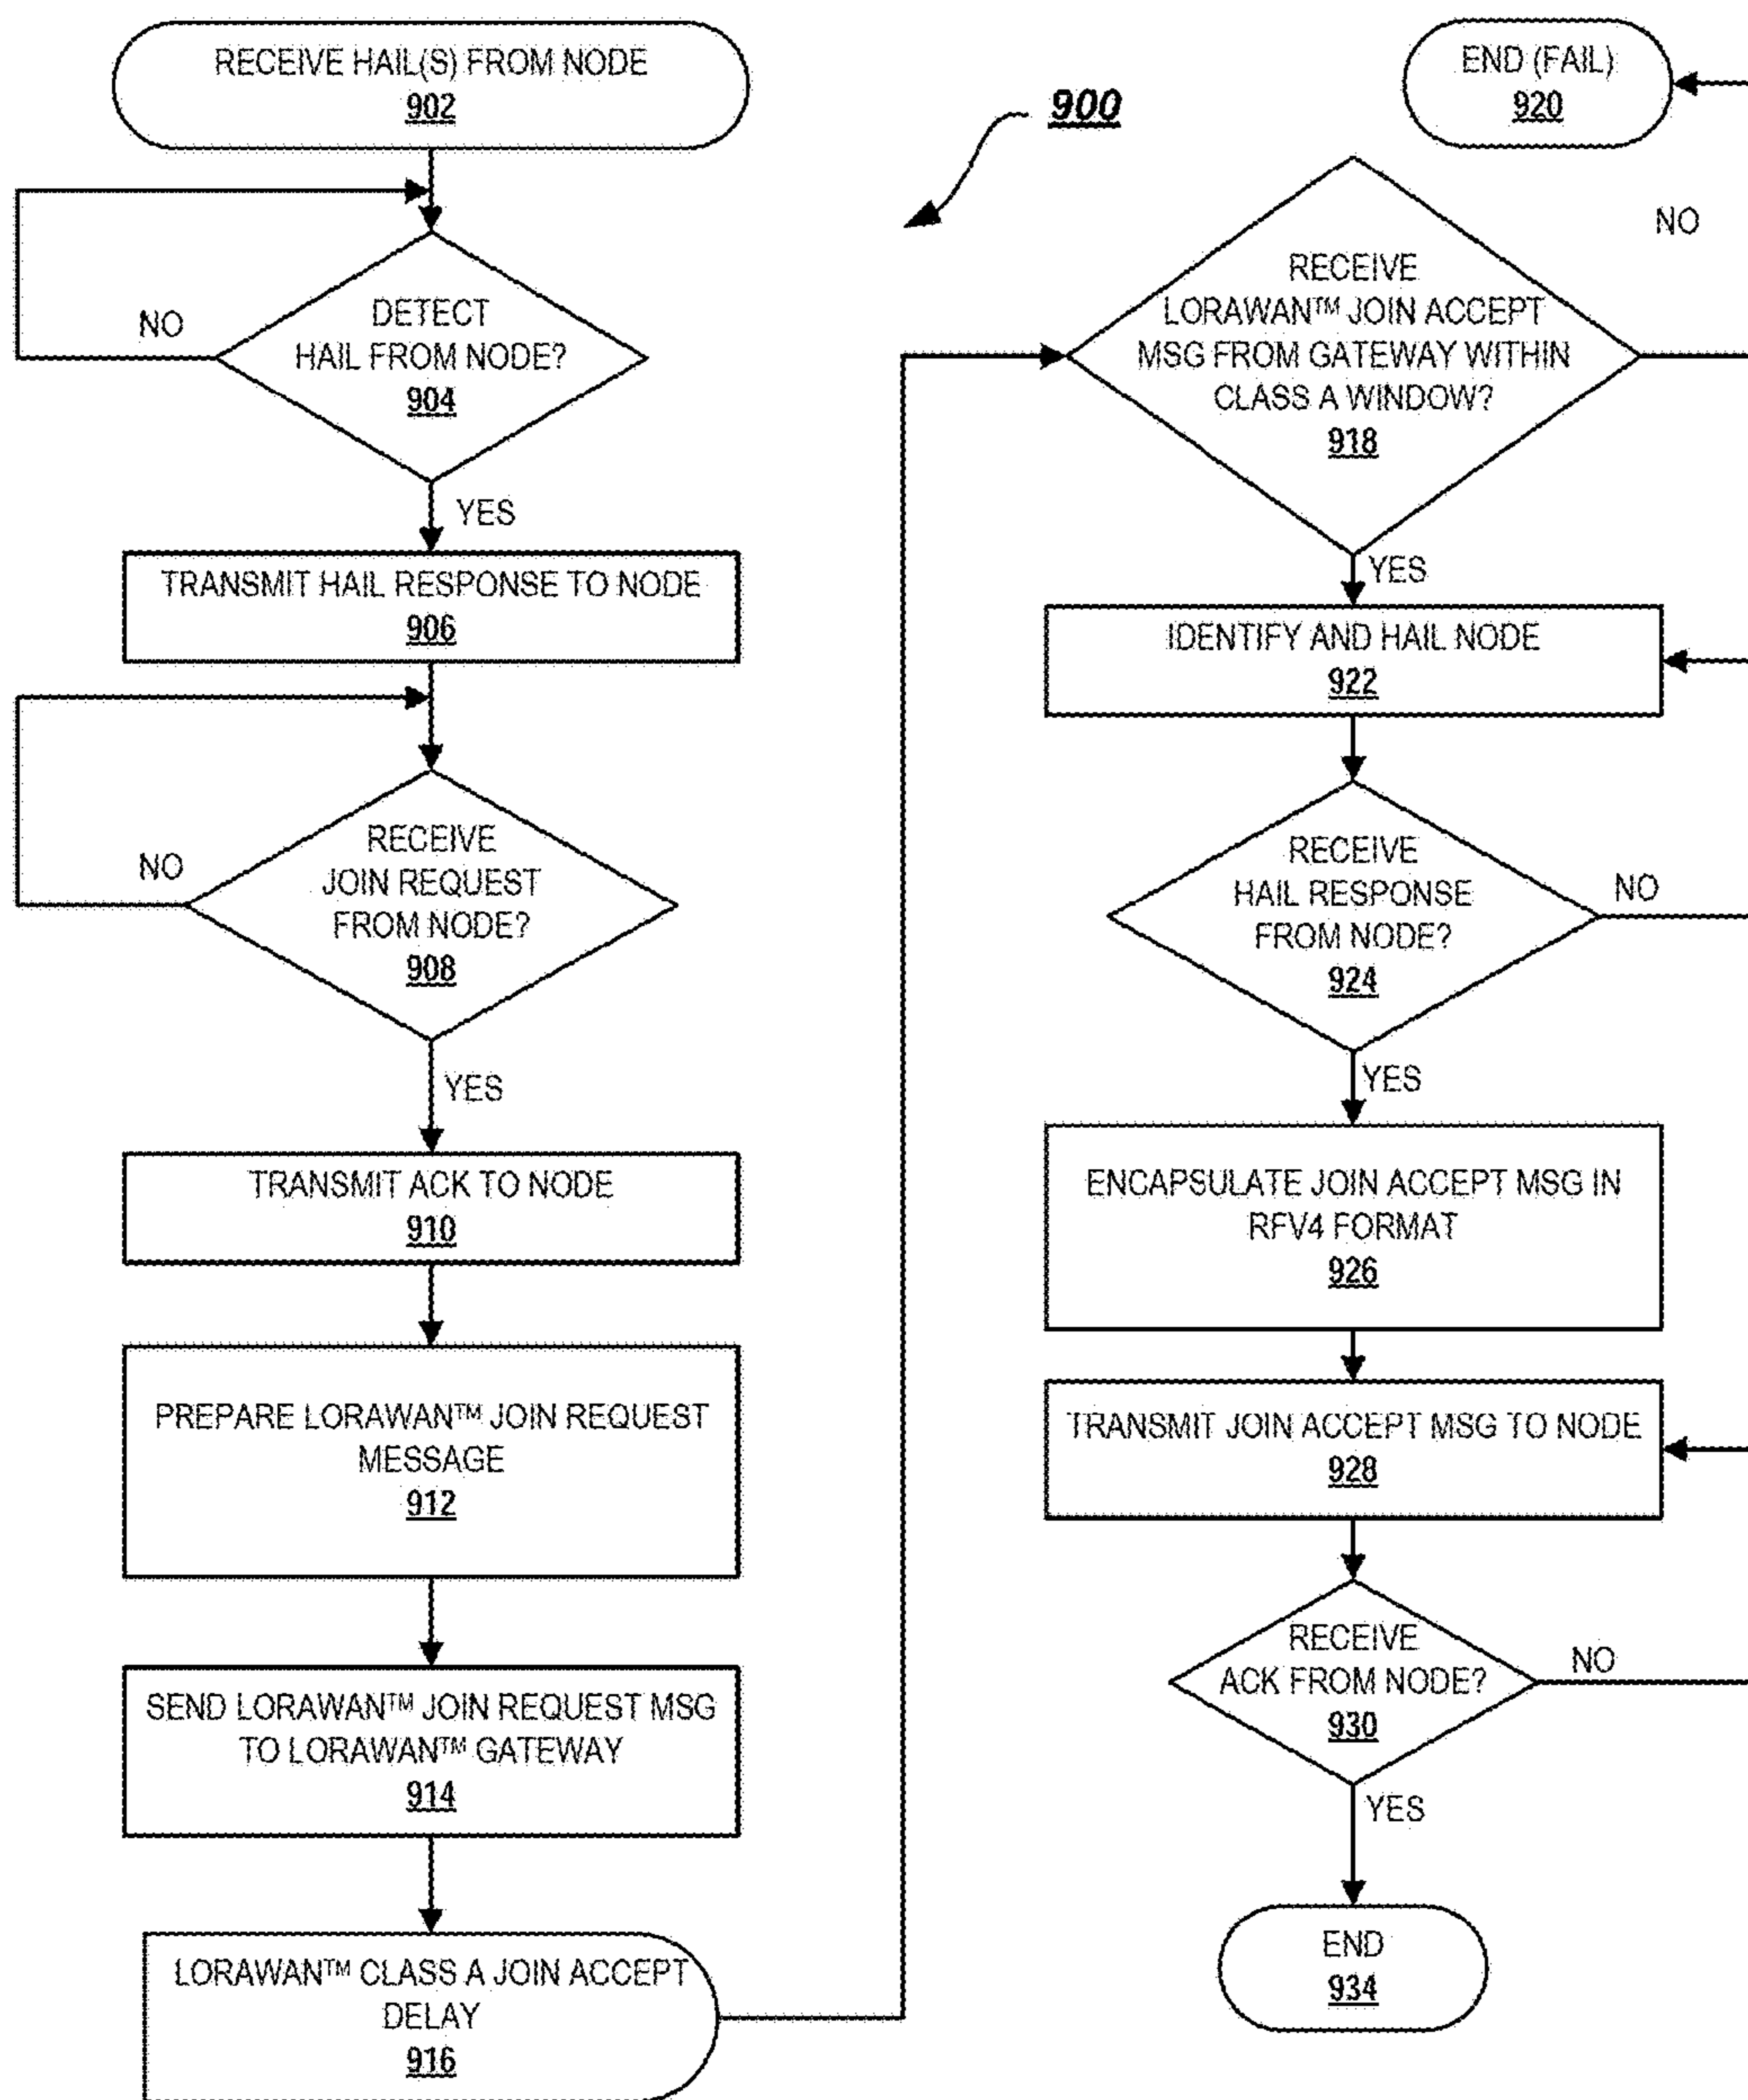 RECEIVE HAIL(S) FROM NODE
902
DETECT
HAIL FROM NODE?
904
NO
YES
TRANSMIT HAIL RESPONSE TO NODE
906
RECEIVE
JOIN REQUEST
FROM NODE?
908
NO
YES
TRANSMIT ACK TO NODE
910
PREPARE LORAWAN™ JOIN REQUEST
MESSAGE
912
SEND LORAWAN™ JOIN REQUEST MSG
TO LORAWAN™ GATEWAY
914
LORAWAN™ CLASS A JOIN ACCEPT
DELAY
916
900
END (FAIL)
920
RECEIVE
LORAWAN™ JOIN ACCEPT
MSG FROM GATEWAY WITHIN
CLASS A WINDOW?
918
NO
YES
IDENTIFY AND HAIL NODE
922
RECEIVE
HAIL RESPONSE
FROM NODE?
924
NO
YES
ENCAPSULATE JOIN ACCEPT MSG IN
RFV4 FORMAT
926
TRANSMIT JOIN ACCEPT MSG TO NODE
928
RECEIVE
ACK FROM NODE?
930
NO
YES
END
934